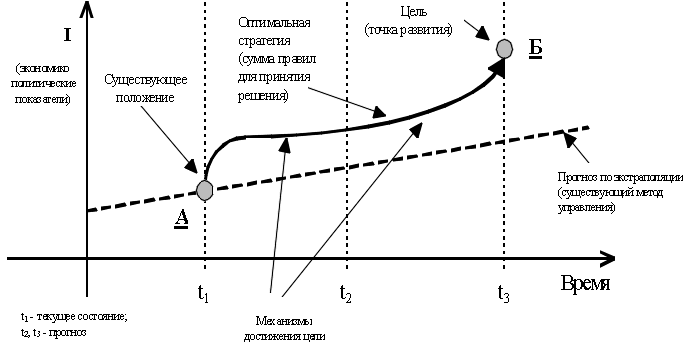 I
(экономико
политические
показатели)
Существующее
положение
Оптимальная
стратегия
(сумма правил
для принятия
решения)
Цель
(точка развития)
Б
А
Прогноз по экстраполяции
(существующий метод
управления)
Время
t1
t2
t3
t1 - текущее состояние;
t2, t3 - прогноз
Механизмы
достижения цели